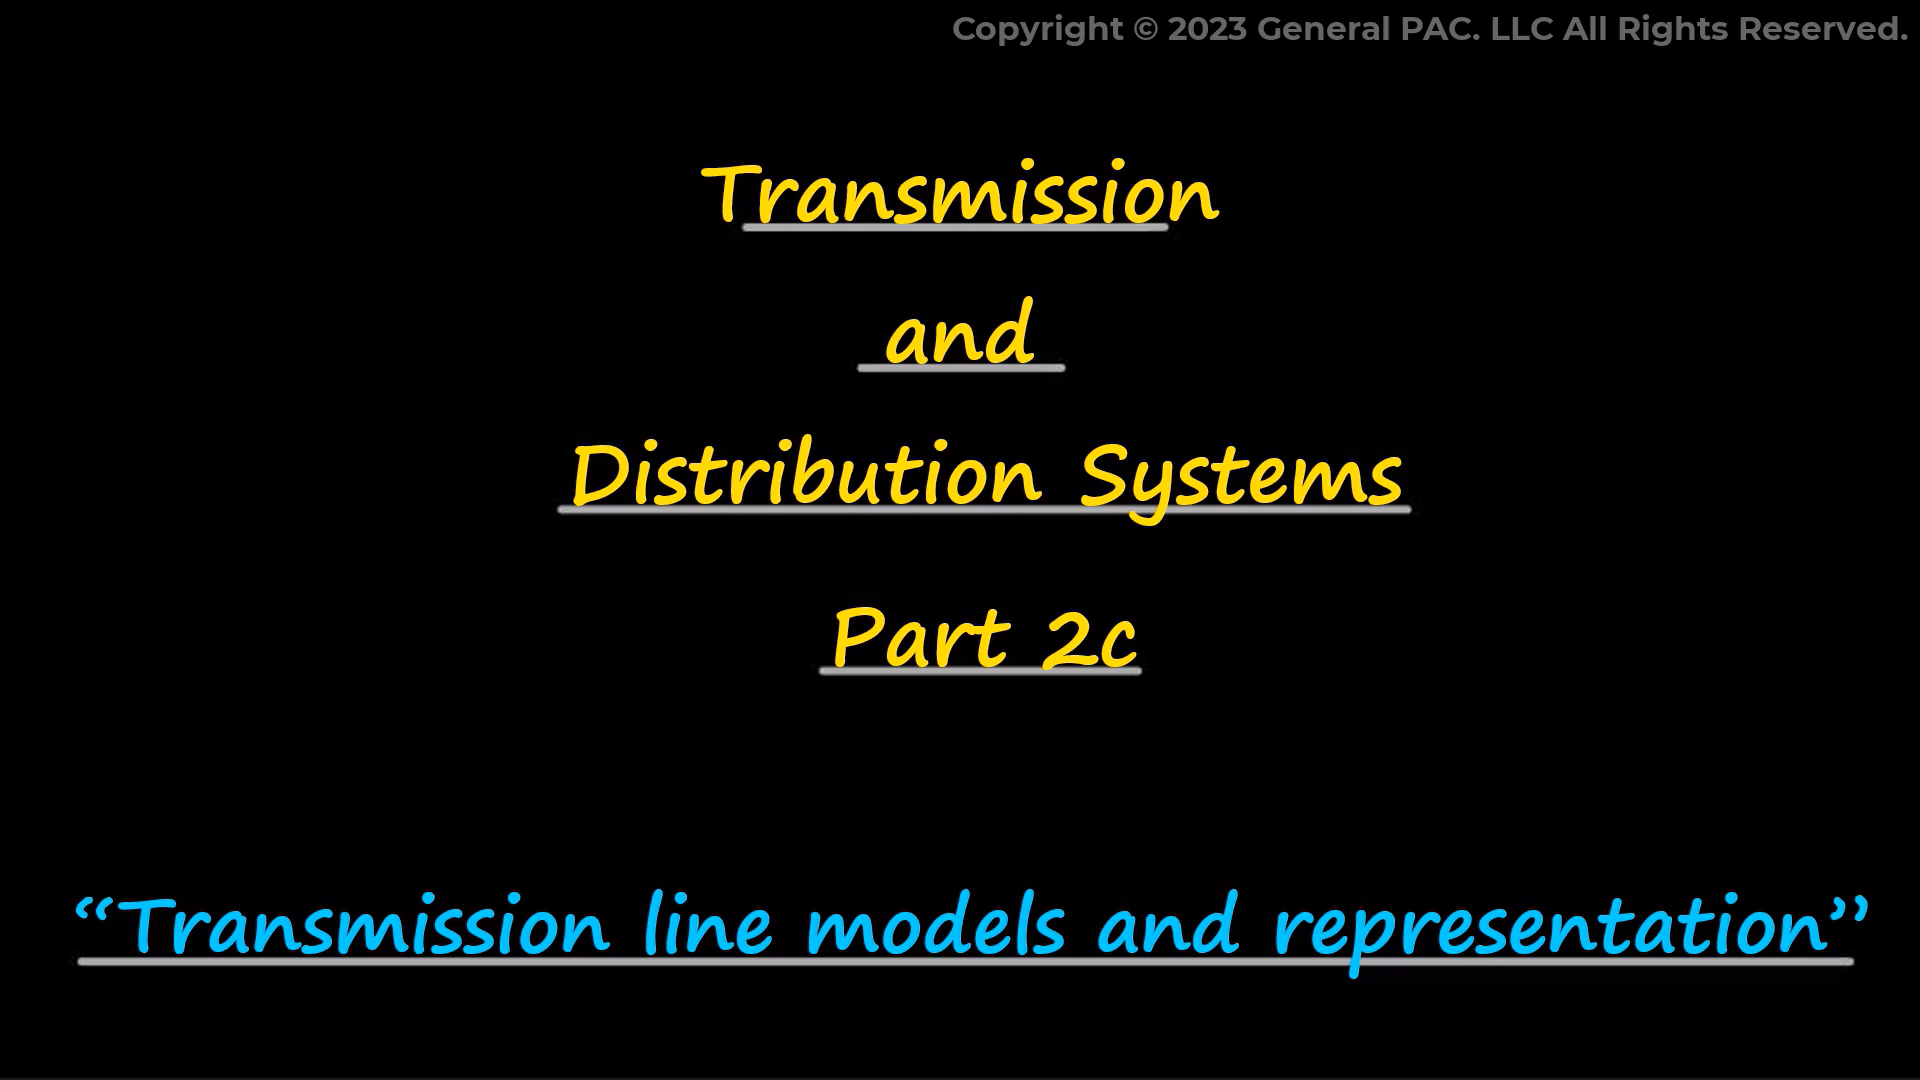 Copyright © 2023 General PAC. LLC All Rights Reserved.
Transmission
and
Distribution Systems
Part 2c
“Transmission line models and representation”